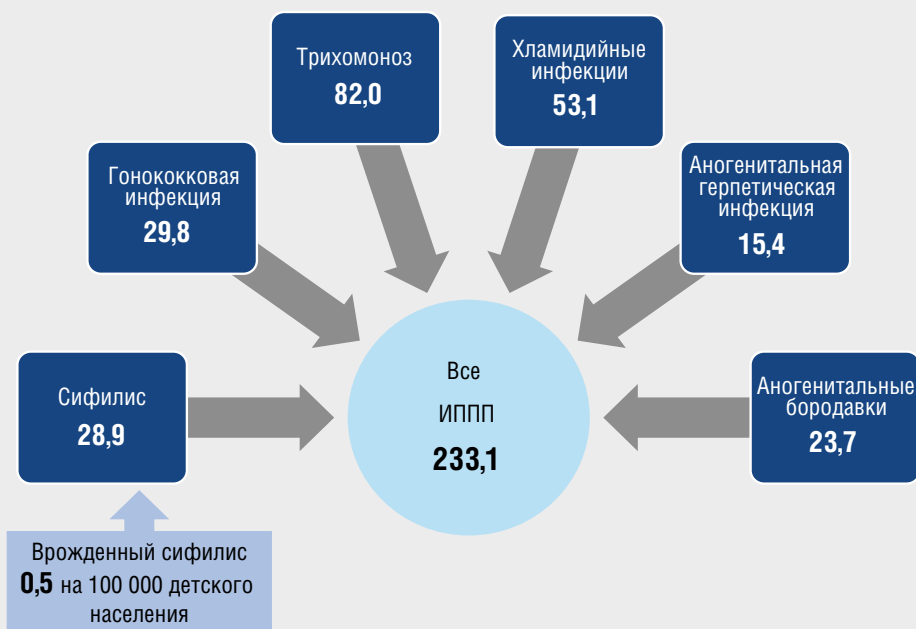 Трихомоноз
82,0
Хламидийные
инфекции
53,1
Гонококковая
инфекция
29,8
Аногенитальная
герпетическая
инфекция
15,4
Сифилис
28,9
Все
ИППП
233,1
Аногенитальные
бородавки
23,7
Врожденный сифилис
0,5 на 100 000 детского
населения